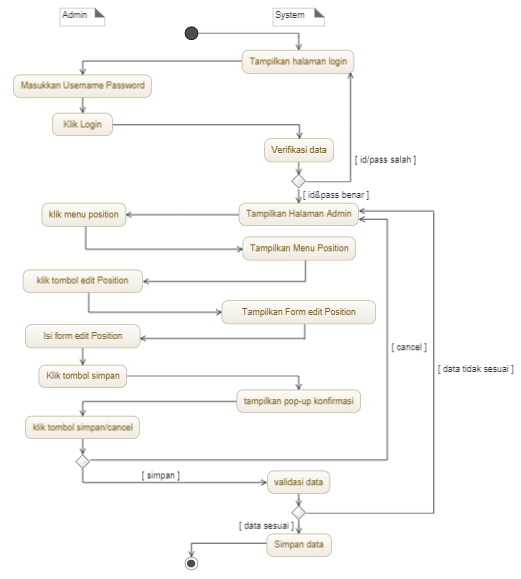 Admin
System
Tampilkan halaman login
Masukkan Username Password
Klik Login
Verifikasi data
[ id/pass salah ]
[ id&pass benar ]
Tampilkan Halaman Admin
klik menu position
Tampilkan Menu Position
klik tombol edit Position
Tampilkan Form edit Position
Isi form edit Position
[ cancel ]
[ data tidak sesuai ]
Klik tombol simpan
tampilkan pop-up konfirmasi
klik tombol simpan/cancel
[ simpan ]
validasi data
[ data sesuai ]
Simpan data